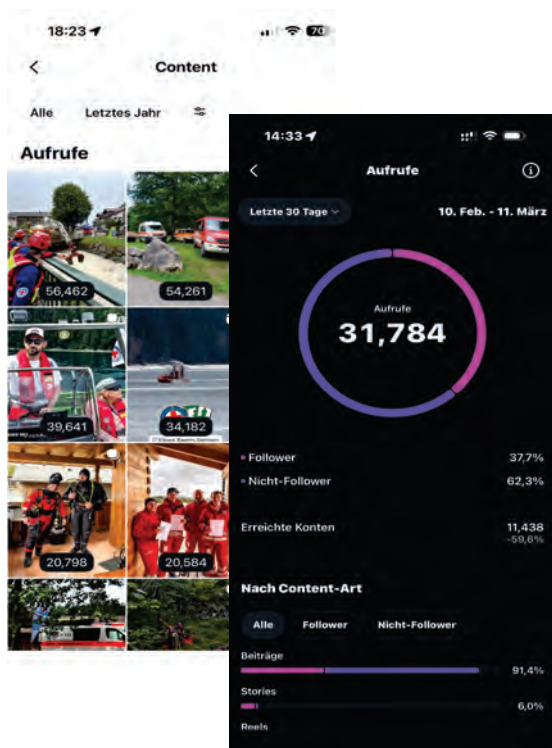 18:23
70
Content
Alle Letztes Jahr
Aufrufe
56,462 54,261
39,641 34,182
20,798 20,584
14:33
Aufrufe
Letzte 30 Tage 10. Feb. - 11. März
Aufrufe
31,784
Follower 37,7%
Nicht-Follower 62,3%
Erreichte Konten 11,438
-59,6%
Nach Content-Art
Alle Follower Nicht-Follower
Beiträge
91,4%
Stories
6,0%
Reels